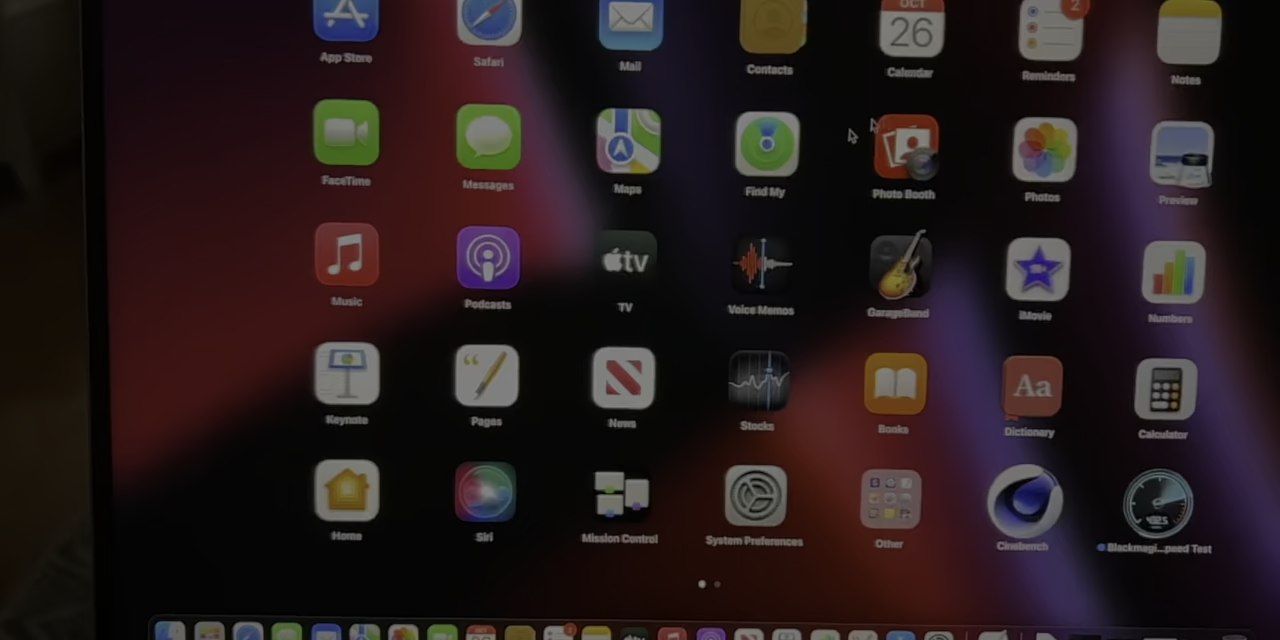 App Store
Safari
Mail
Contacts
OCT
26
Calendar
2
Reminders
Notes
FaceTime
Messages
Maps
Find My
Photo Booth
Photos
Preview
Music
Podcasts
tv
TV
Voice Memos
GarageBand
iMovie
Numbers
Keynote
Pages
News
Stocks
Books
Aa
Dictionary
Calculator
Home
Siri
Mission Control
System Preferences
Other
Cinebench
Blackmagi...peed Test